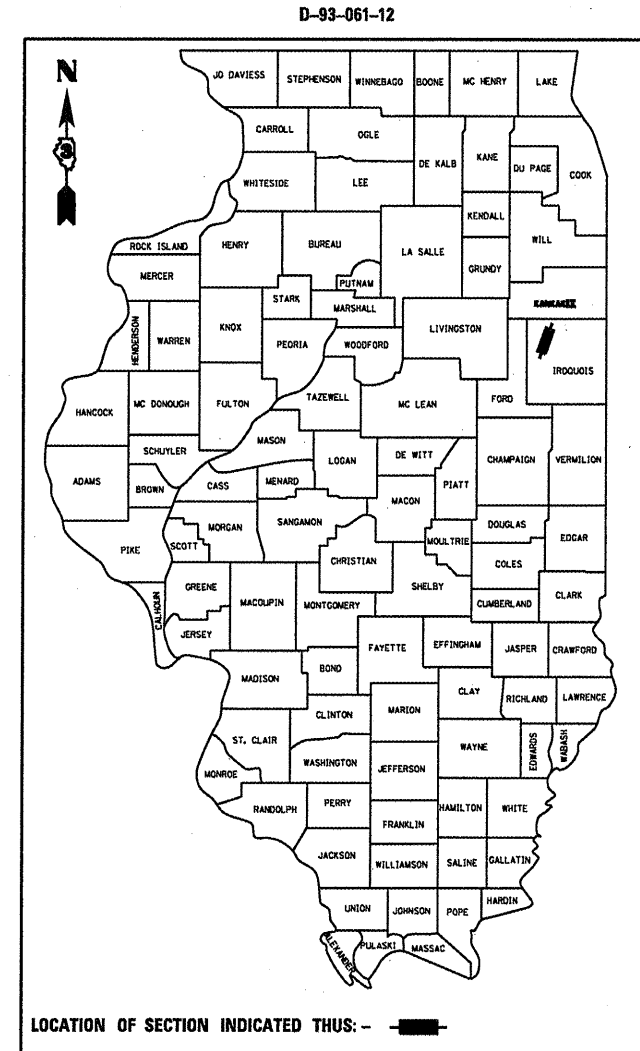 D-93-061-12
N
3
JO DAVIESS
STEPHENSON
WINNEBAGO
BOONE
MC HENRY
LAKE
CARROLL
OGLE
DE KALB
KANE
DU PAGE
COOK
WHITESIDE
LEE
KENDALL
WILL
ROCK ISLAND
HENRY
BUREAU
LA SALLE
GRUNDY
MERCER
PUTNAM
STARK
MARSHALL
KANKAKEE
HENDERSON
WARREN
KNOX
PEORIA
WOODFORD
LIVINGSTON
IROQUOIS
HANCOCK
MC DONOUGH
FULTON
TAZEWELL
MC LEAN
FORD
MASON
SCHUYLER
LOGAN
DE WITT
CHAMPAIGN
VERMILION
ADAMS
BROWN
CASS
MENARD
PIATT
MACON
MORGAN
SANGAMON
DOUGLAS
EDGAR
PIKE
SCOTT
CHRISTIAN
MOULTRIE
COLES
CALHOUN
GREENE
MACOUPIN
MONTGOMERY
SHELBY
CUMBERLAND
CLARK
JERSEY
FAYETTE
EFFINGHAM
JASPER
CRAWFORD
MADISON
BOND
CLAY
RICHLAND
LAWRENCE
CLINTON
MARION
ST. CLAIR
WAYNE
EDWARDS
WABASH
MONROE
WASHINGTON
JEFFERSON
RANDOLPH
PERRY
HAMILTON
WHITE
FRANKLIN
JACKSON
WILLIAMSON
SALINE
GALLATIN
UNION
JOHNSON
POPE
HARDIN
ALEXANDER
PULASKI
MASSAC
LOCATION OF SECTION INDICATED THUS: -